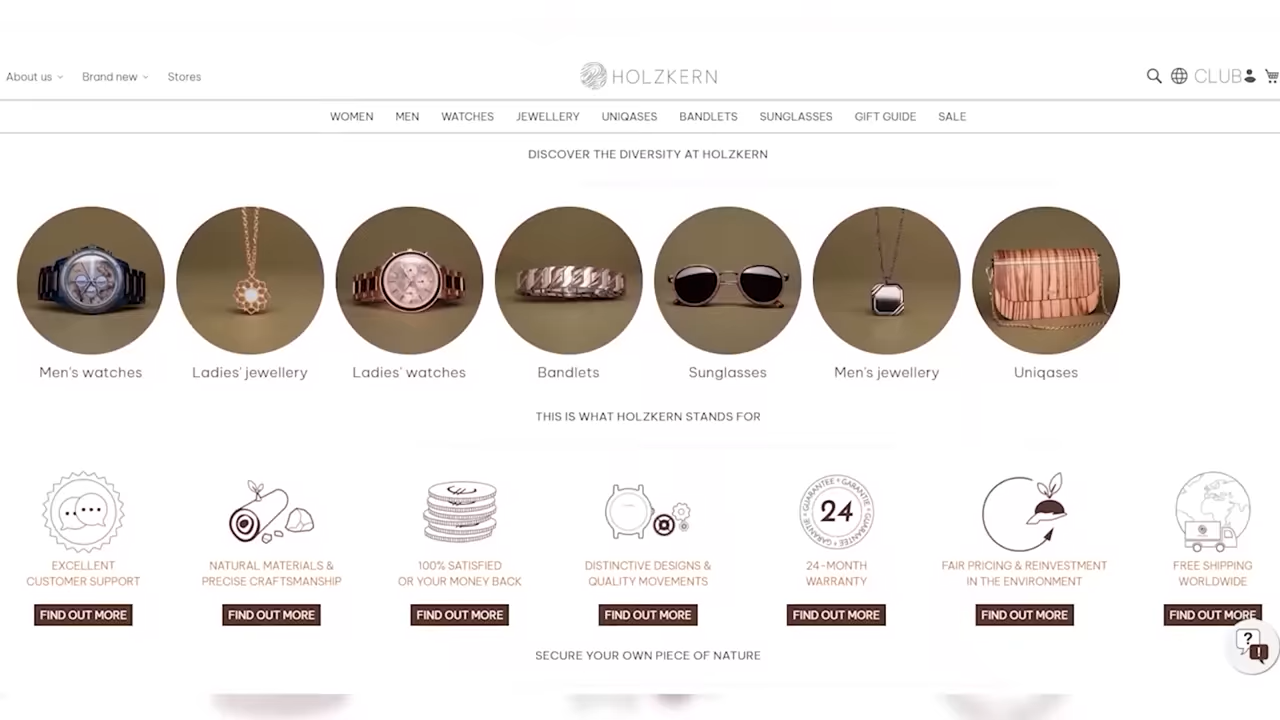 About us
Brand new
Stores
HOLZKERN
CLUB
WOMEN
MEN
WATCHES
JEWELLERY
UNIQASES
BANDLETS
SUNGLASSES
GIFT GUIDE
SALE
DISCOVER THE DIVERSITY AT HOLZKERN
Men's watches
Ladies' jewellery
Ladies' watches
Bandlets
Sunglasses
Men's jewellery
Uniqases
THIS IS WHAT HOLZKERN STANDS FOR
GUARANTEE • GARANTIE • GUARANTEE • GARANTIE •
24
EXCELLENT
CUSTOMER SUPPORT
NATURAL MATERIALS &
PRECISE CRAFTSMANSHIP
100% SATISFIED
OR YOUR MONEY BACK
DISTINCTIVE DESIGNS &
QUALITY MOVEMENTS
24-MONTH
WARRANTY
FAIR PRICING & REINVESTMENT
IN THE ENVIRONMENT
FREE SHIPPING
WORLDWIDE
FIND OUT MORE
FIND OUT MORE
FIND OUT MORE
FIND OUT MORE
FIND OUT MORE
FIND OUT MORE
FIND OUT MORE
?
!
SECURE YOUR OWN PIECE OF NATURE